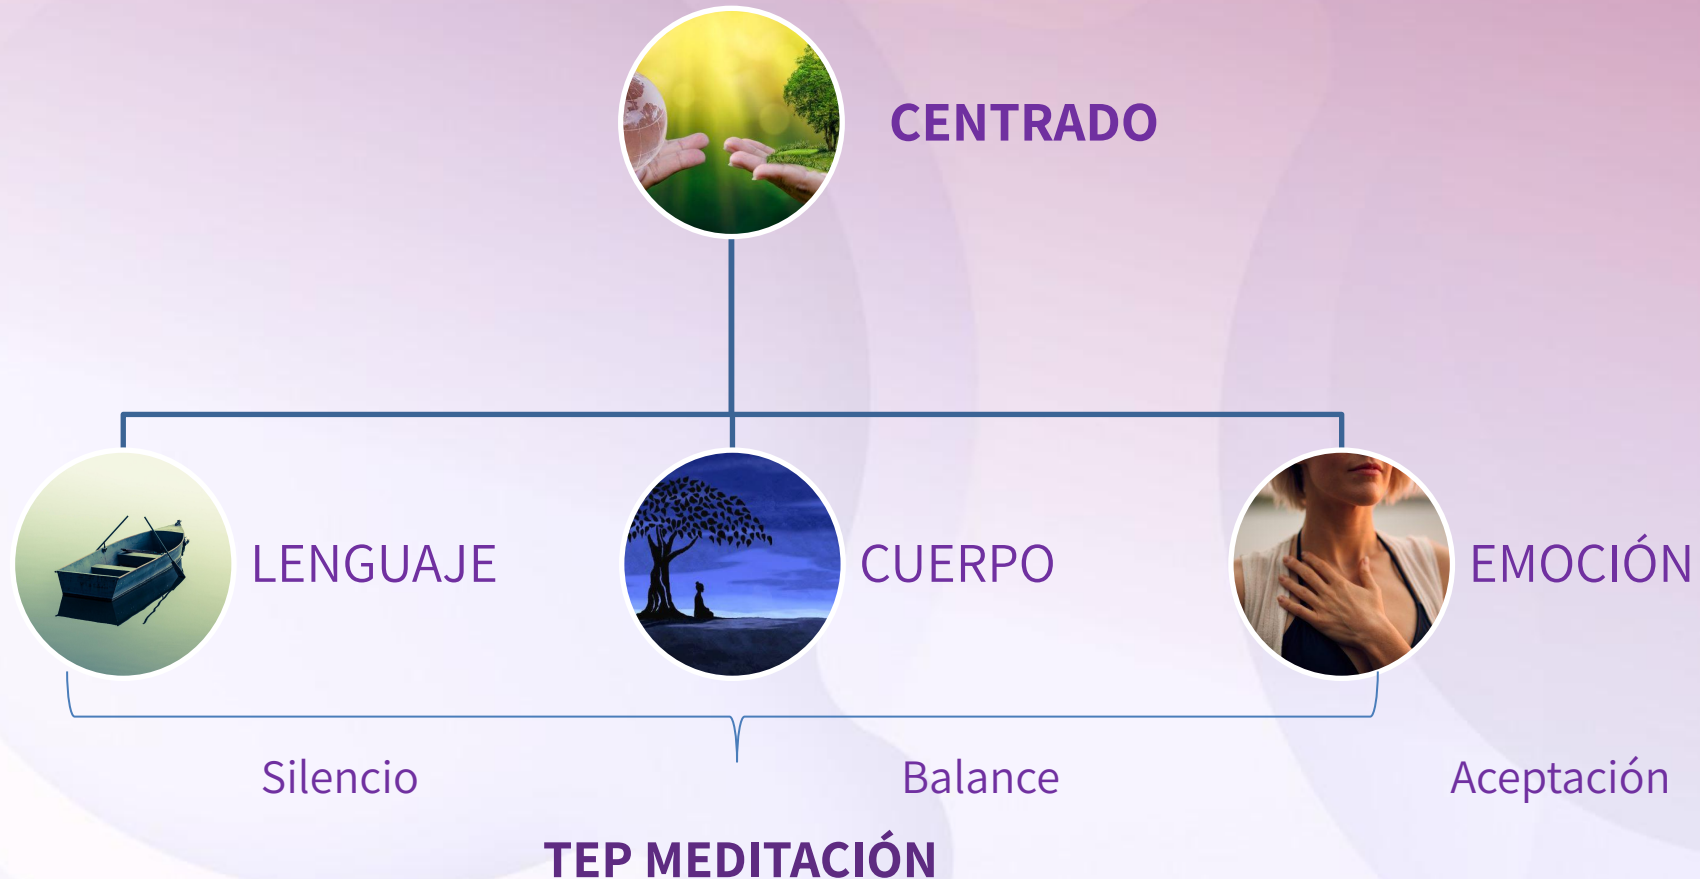 CENTRADO
LENGUAJE
CUERPO
EMOCIÓN
Silencio
Balance
Aceptación
TEP MEDITACIÓN